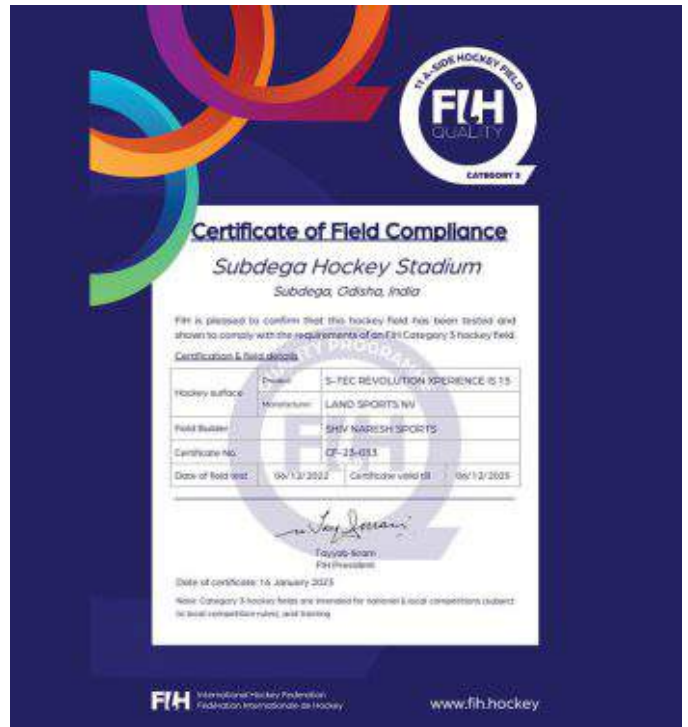 11 A-SIDE HOCKEY FIELD
FIH
QUALITY
CATEGORY 3
Certificate of Field Compliance
Subdega Hockey Stadium
Subdega, Odisha, India
FIH is pleased to confirm that this hockey field has been tested and
shown to comply with the requirements of an FIH Category 3 hockey field.
Certification & field details
Hockey surface
Product S-TEC REVOLUTION XPERIENCE IS 13
Manufacturer LAND SPORTS NV
Field Builder SHIV NARESH SPORTS
Certificate No. CF-23-033
Date of field test 06/12/2022 Certificate valid till 06/12/2025
Tayyab Ikram
FIH President
Date of certificate: 16 January 2023
Note: Category 3 hockey fields are intended for national & local competitions (subject
to local competition rules) and training
FIH
International Hockey Federation
Fédération Internationale de Hockey
www.fih.hockey